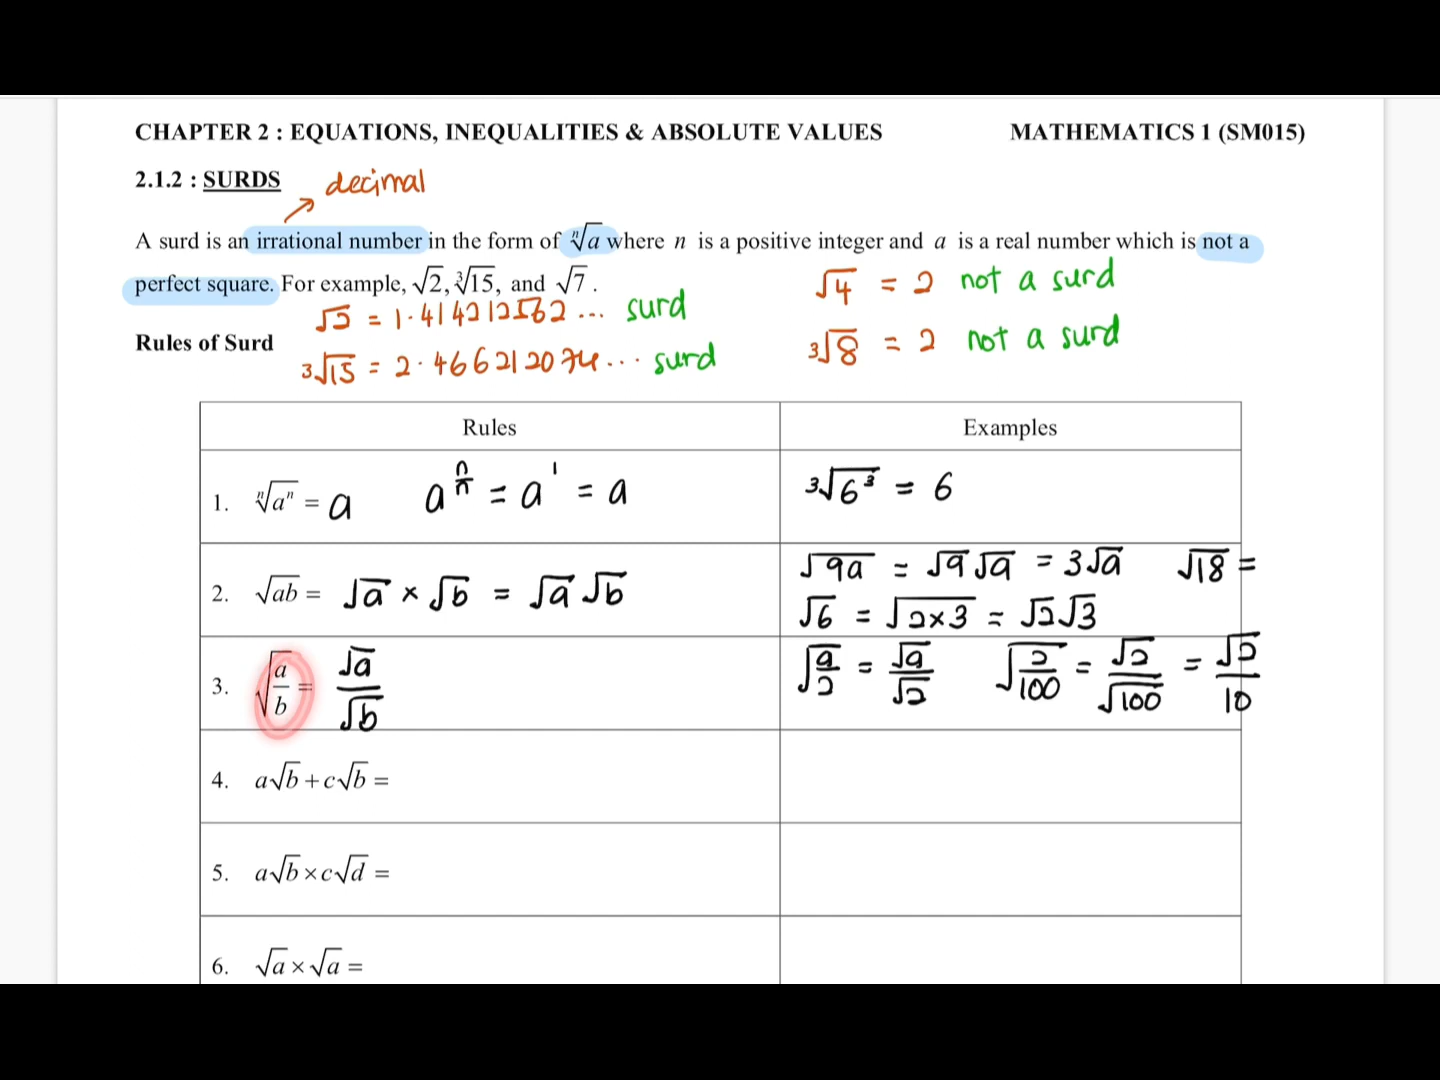 CHAPTER 2 : EQUATIONS, INEQUALITIES & ABSOLUTE VALUES MATHEMATICS 1 (SM015)
2.1.2 : SURDS decimal
A surd is an irrational number in the form of ⁿ√a where n is a positive integer and a is a real number which is not a
perfect square. For example, √2, ³√15, and √7 .
√4 = 2 not a surd
√2 = 1.414213562... surd
Rules of Surd
³√8 = 2 not a surd
³√15 = 2.466212074... surd
Rules Examples
1. ⁿ√aⁿ = a a^(n/n) = a¹ = a ³√6³ = 6
2. √ab = √a × √b = √a √b √9a = √9 √a = 3√a √18 =
√6 = √2×3 = √2√3
3. √(a/b) = √a/√b √(a/2) = √a/√2 √(2/100) = √2/√100 = √2/10
4. a√b + c√b =
5. a√b × c√d =
6. √a × √a =